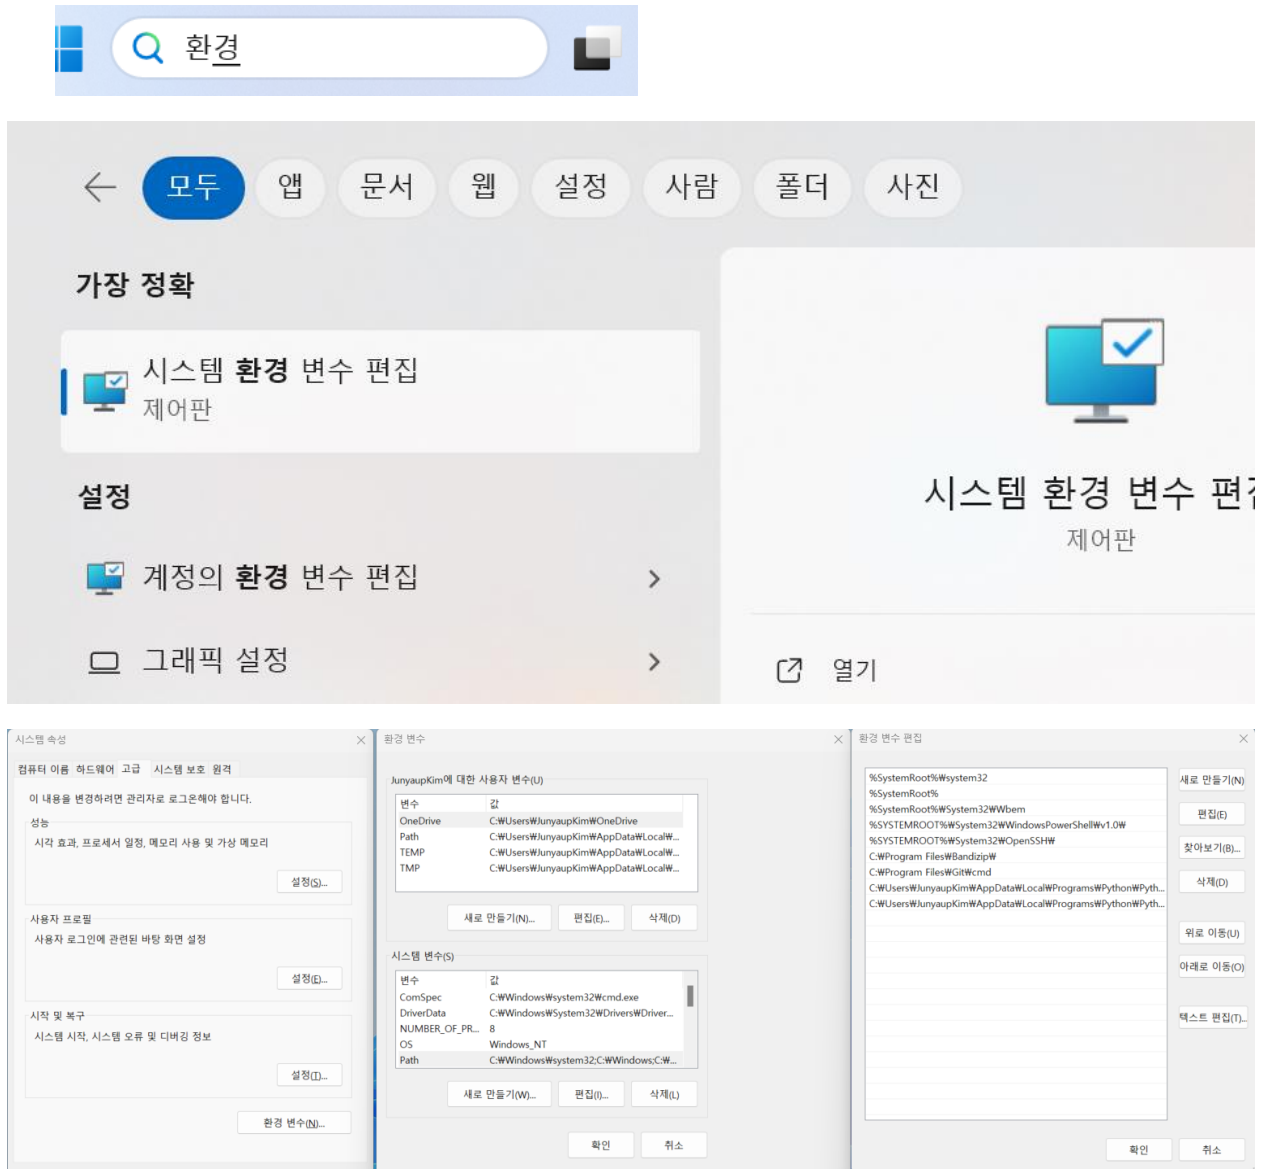 환경
모두 앱 문서 웹 설정 사람 폴더 사진
가장 정확
시스템 환경 변수 편집
제어판
설정
계정의 환경 변수 편집
그래픽 설정
시스템 환경 변수 편집
제어판
열기
시스템 속성
컴퓨터 이름 하드웨어 고급 시스템 보호 원격
이 내용을 변경하려면 관리자로 로그온해야 합니다.
성능
시각 효과, 프로세서 일정, 메모리 사용 및 가상 메모리
설정(S)...
사용자 프로필
사용자 로그인에 관련된 바탕 화면 설정
설정(E)...
시작 및 복구
시스템 시작, 시스템 오류 및 디버깅 정보
설정(T)...
환경 변수(N)...
환경 변수
JunyaupKim에 대한 사용자 변수(U)
변수 값
OneDrive C:₩Users₩JunyaupKim₩OneDrive
Path C:₩Users₩JunyaupKim₩AppData₩Local₩...
TEMP C:₩Users₩JunyaupKim₩AppData₩Local₩...
TMP C:₩Users₩JunyaupKim₩AppData₩Local₩...
새로 만들기(N)... 편집(E)... 삭제(D)
시스템 변수(S)
변수 값
ComSpec C:₩Windows₩system32₩cmd.exe
DriverData C:₩Windows₩System32₩Drivers₩Driver...
NUMBER_OF_PR... 8
OS Windows_NT
Path C:₩Windows₩system32;C:₩Windows;C:₩...
새로 만들기(W)... 편집(I)... 삭제(L)
확인 취소
환경 변수 편집
%SystemRoot%₩system32
%SystemRoot%
%SystemRoot%₩System32₩Wbem
%SYSTEMROOT%₩System32₩WindowsPowerShell₩v1.0₩
%SYSTEMROOT%₩System32₩OpenSSH₩
C:₩Program Files₩Bandizip₩
C:₩Program Files₩Git₩cmd
C:₩Users₩JunyaupKim₩AppData₩Local₩Programs₩Python₩Pyth...
C:₩Users₩JunyaupKim₩AppData₩Local₩Programs₩Python₩Pyth...
새로 만들기(N)
편집(E)
찾아보기(B)...
삭제(D)
위로 이동(U)
아래로 이동(O)
텍스트 편집(T)...
확인 취소